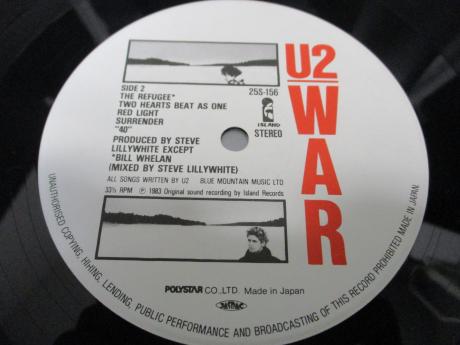 U2
WAR
SIDE 2
25S-156
THE REFUGEE*
TWO HEARTS BEAT AS ONE
RED LIGHT
SURRENDER
"40"
ISLAND
STEREO
PRODUCED BY STEVE
LILLYWHITE EXCEPT
*BILL WHELAN
(MIXED BY STEVE LILLYWHITE)
ALL SONGS WRITTEN BY U2 BLUE MOUNTAIN MUSIC LTD
33⅓ RPM Ⓟ 1983 Original sound recording by Island Records
POLYSTAR CO.,LTD. Made in Japan
UNAUTHORISED COPYING, HIRING, LENDING, PUBLIC PERFORMANCE AND BROADCASTING OF THIS RECORD PROHIBITED MADE IN JAPAN.